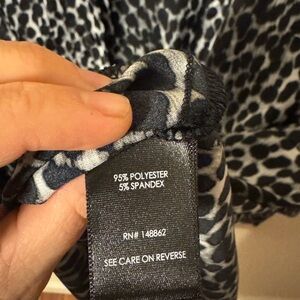 95% POLYESTER
5% SPANDEX
RN# 148862
SEE CARE ON REVERSE